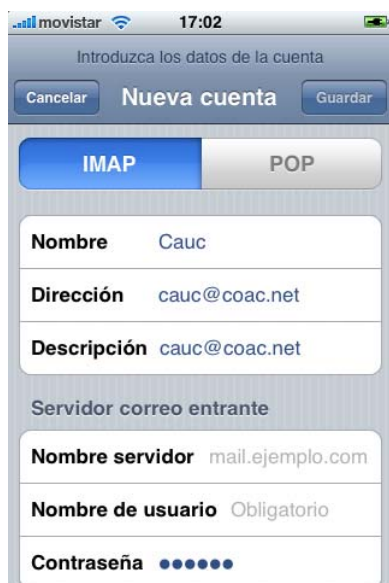 movistar 17:02
Introduzca los datos de la cuenta
Cancelar Nueva cuenta Guardar
IMAP POP
Nombre Cauc
Dirección cauc@coac.net
Descripción cauc@coac.net
Servidor correo entrante
Nombre servidor mail.ejemplo.com
Nombre de usuario Obligatorio
Contraseña ●●●●●●